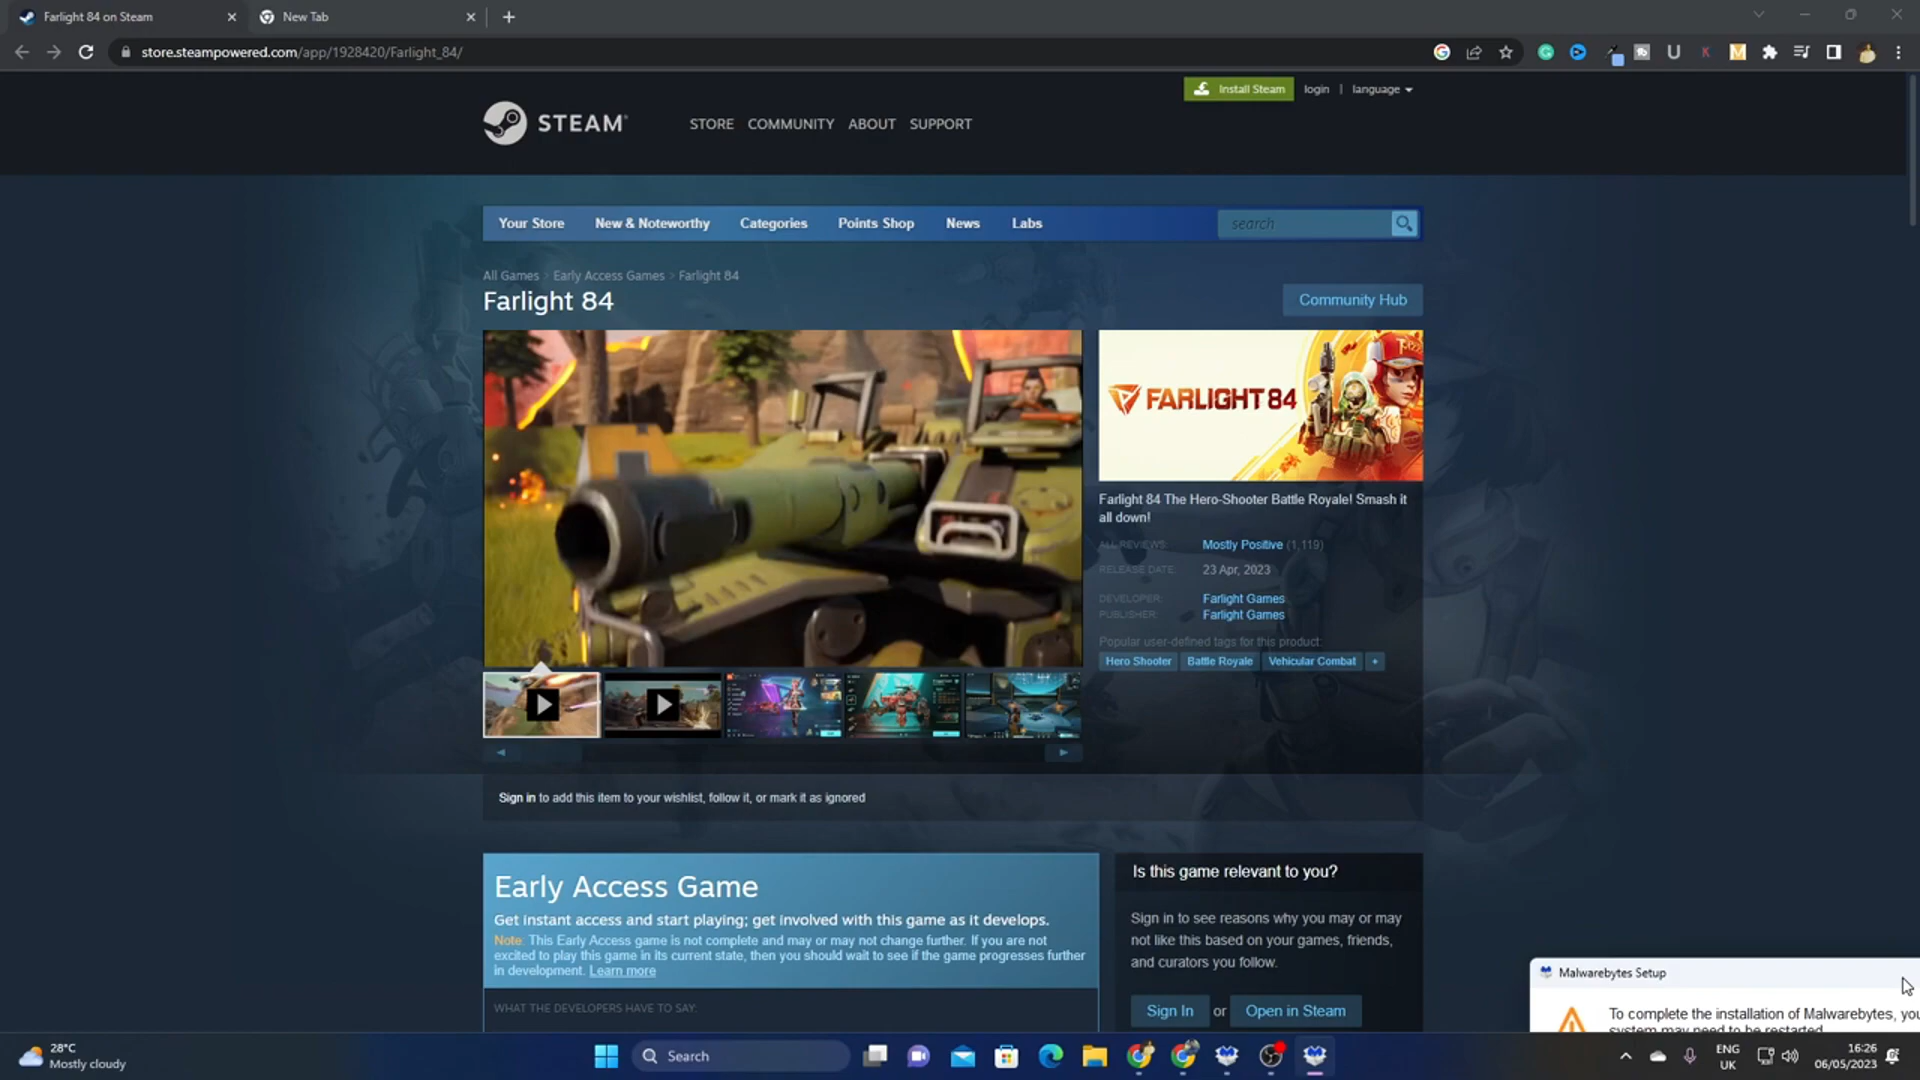 Farlight 84 on Steam
New Tab
store.steampowered.com/app/1928420/Farlight_84/
Install Steam login | language
STEAM
STORE COMMUNITY ABOUT SUPPORT
Your Store New & Noteworthy Categories Points Shop News Labs search
All Games > Early Access Games > Farlight 84
Farlight 84
Community Hub
FARLIGHT 84
Farlight 84 The Hero-Shooter Battle Royale! Smash it
all down!
ALL REVIEWS: Mostly Positive (1,119)
RELEASE DATE: 23 Apr, 2023
DEVELOPER: Farlight Games
PUBLISHER: Farlight Games
Popular user-defined tags for this product:
Hero Shooter Battle Royale Vehicular Combat +
Sign in to add this item to your wishlist, follow it, or mark it as ignored
Early Access Game
Get instant access and start playing; get involved with this game as it develops.
Note: This Early Access game is not complete and may or may not change further. If you are not
excited to play this game in its current state, then you should wait to see if the game progresses further
in development. Learn more
WHAT THE DEVELOPERS HAVE TO SAY:
Is this game relevant to you?
Sign in to see reasons why you may or may
not like this based on your games, friends,
and curators you follow.
Sign In or Open in Steam
Malwarebytes Setup
To complete the installation of Malwarebytes, you
system may need to be restarted
28°C
Mostly cloudy
Search
ENG
UK
16:26
06/05/2023